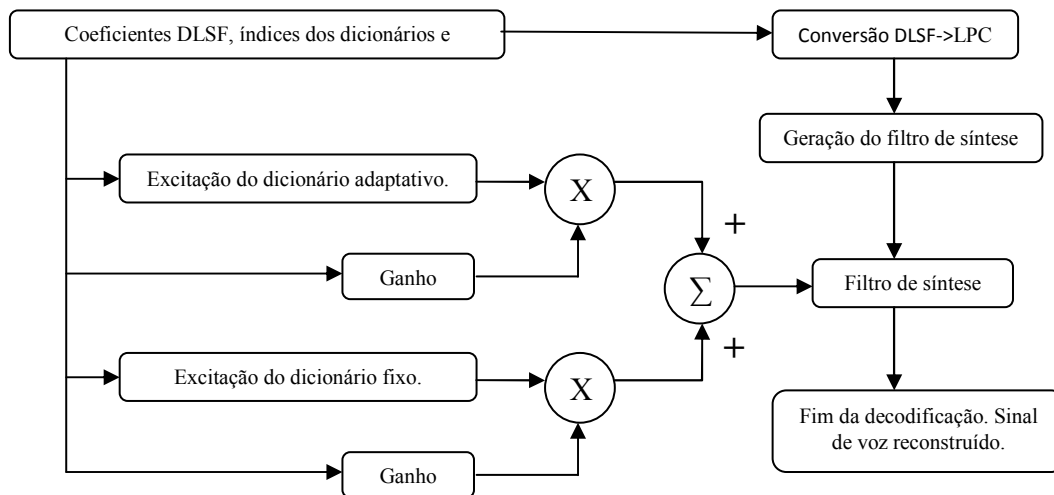 Coeficientes DLSF, índices dos dicionários e
Conversão DLSF->LPC
Geração do filtro de síntese
Excitação do dicionário adaptativo.
X
+
Ganho
∑
Filtro de síntese
+
Excitação do dicionário fixo.
X
Fim da decodificação. Sinal
de voz reconstruído.
Ganho